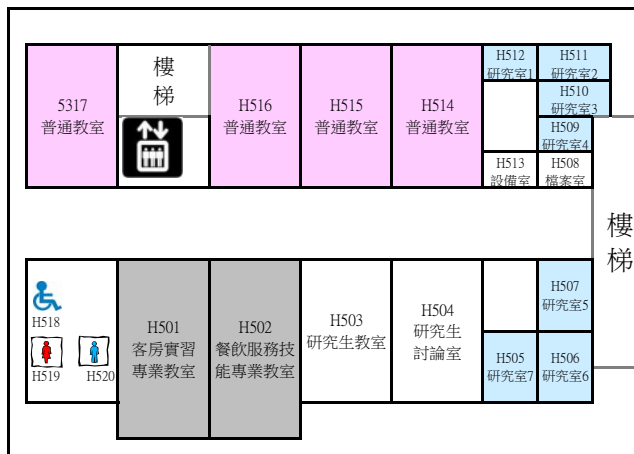 5317
普通教室
樓
梯
H516
普通教室
H515
普通教室
H514
普通教室
H512
研究室1
H511
研究室2
H510
研究室3
H509
研究室4
H513
設備室
H508
檔案室
樓
梯
H518
H519
H520
H501
客房實習
專業教室
H502
餐飲服務技
能專業教室
H503
研究生教室
H504
研究生
討論室
H507
研究室5
H505
研究室7
H506
研究室6